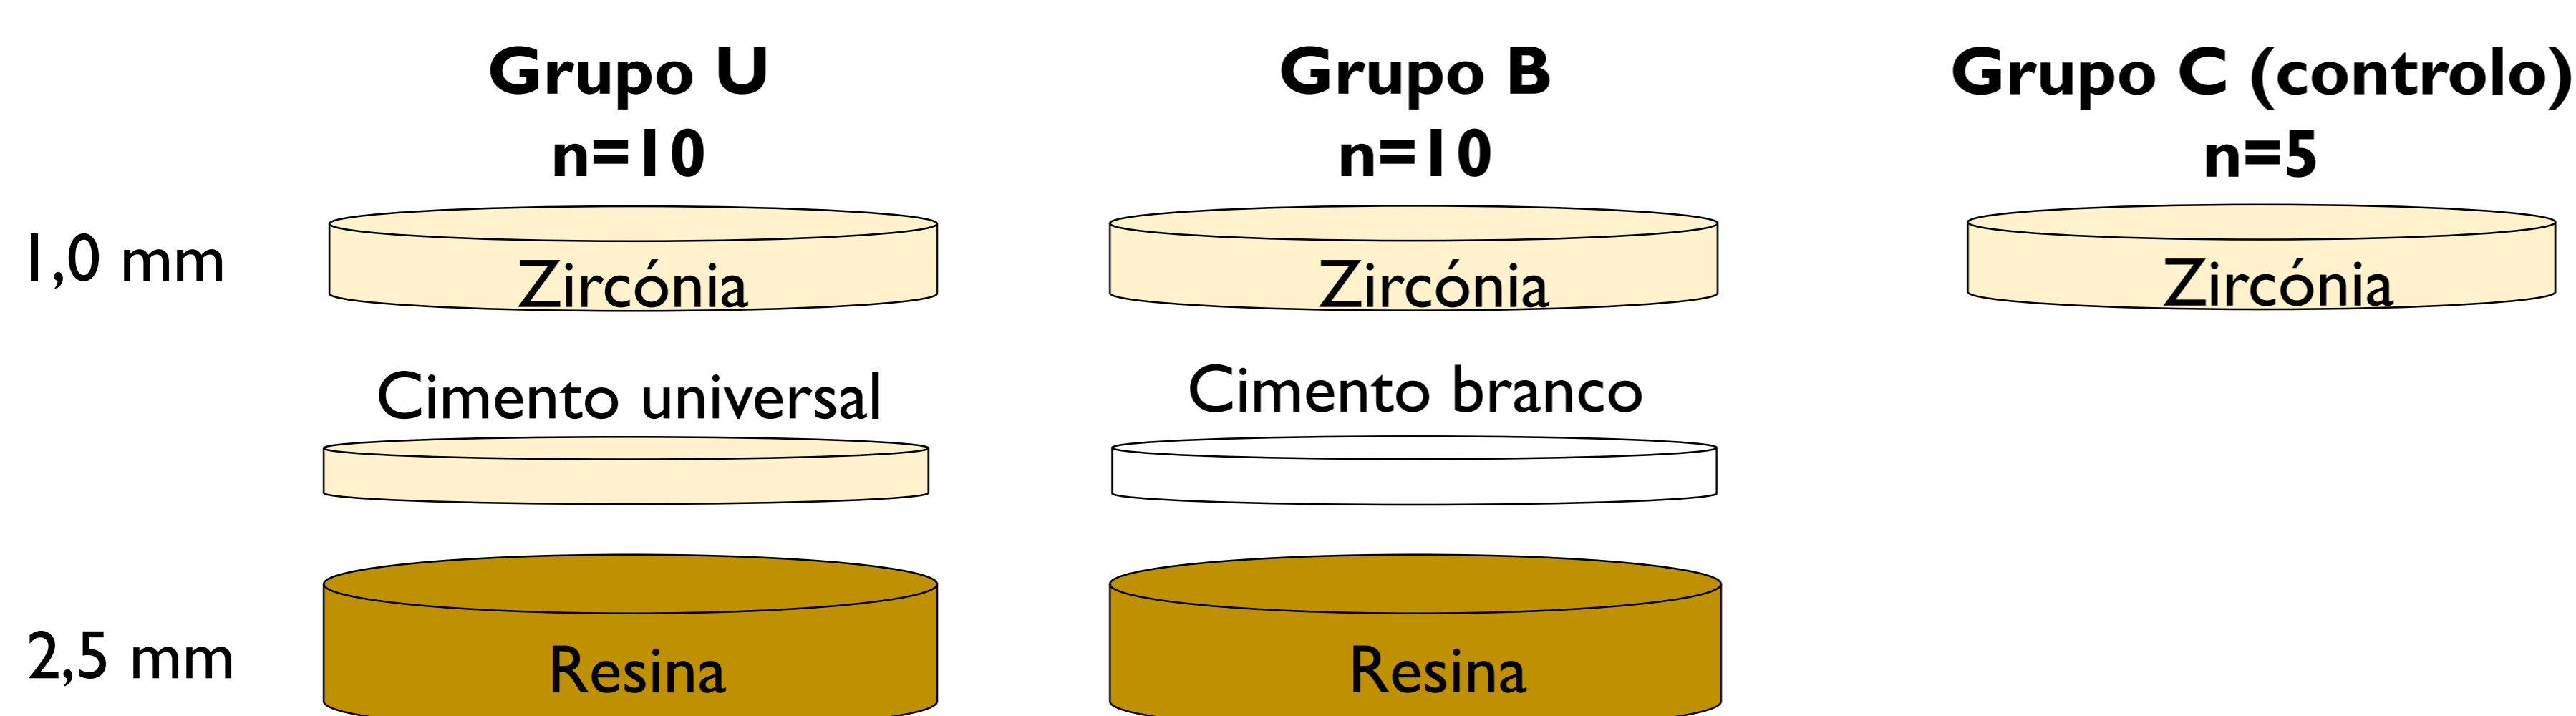 Grupo U
n=10
Grupo B
n=10
Grupo C (controlo)
n=5
1,0 mm
Zircónia
Zircónia
Zircónia
Cimento universal
Cimento branco
2,5 mm
Resina
Resina